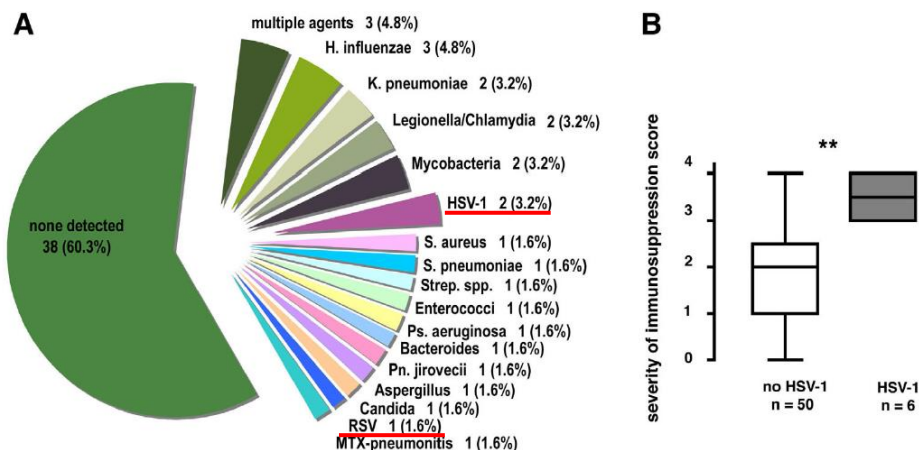 A
multiple agents 3 (4.8%)
H. influenzae 3 (4.8%)
K. pneumoniae 2 (3.2%)
Legionella/Chlamydia 2 (3.2%)
Mycobacteria 2 (3.2%)
HSV-1 2 (3.2%)
none detected
38 (60.3%)
S. aureus 1 (1.6%)
S. pneumoniae 1 (1.6%)
Strep. spp. 1 (1.6%)
Enterococci 1 (1.6%)
Ps. aeruginosa 1 (1.6%)
Bacteroides 1 (1.6%)
Pn. jirovecii 1 (1.6%)
Aspergillus 1 (1.6%)
Candida 1 (1.6%)
RSV 1 (1.6%)
MTX-pneumonitis 1 (1.6%)
B
severity of immunosuppression score
**
4
3
2
1
0
no HSV-1
n = 50
HSV-1
n = 6